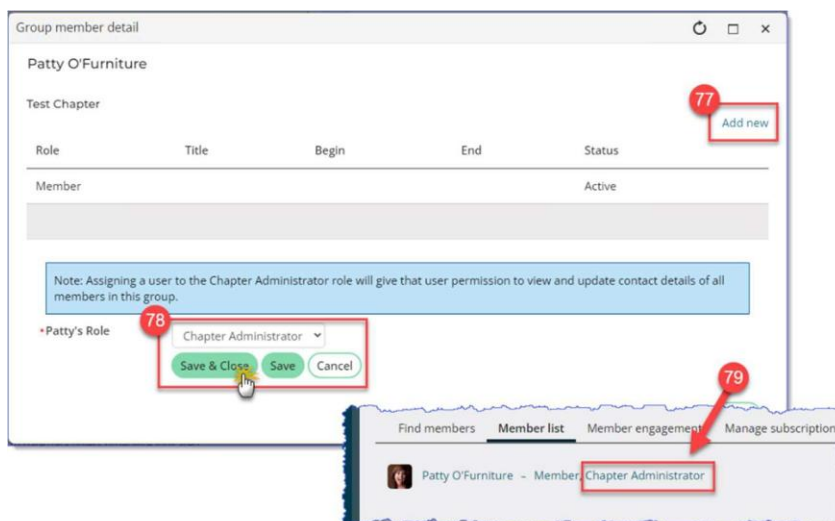 Group member detail
Patty O'Furniture
Test Chapter
77
Add new
Role Title Begin End Status
Member Active
Note: Assigning a user to the Chapter Administrator role will give that user permission to view and update contact details of all
members in this group.
78
•Patty's Role Chapter Administrator
Save & Close Save Cancel
79
Find members Member list Member engagement Manage subscription
Patty O'Furniture - Member, Chapter Administrator